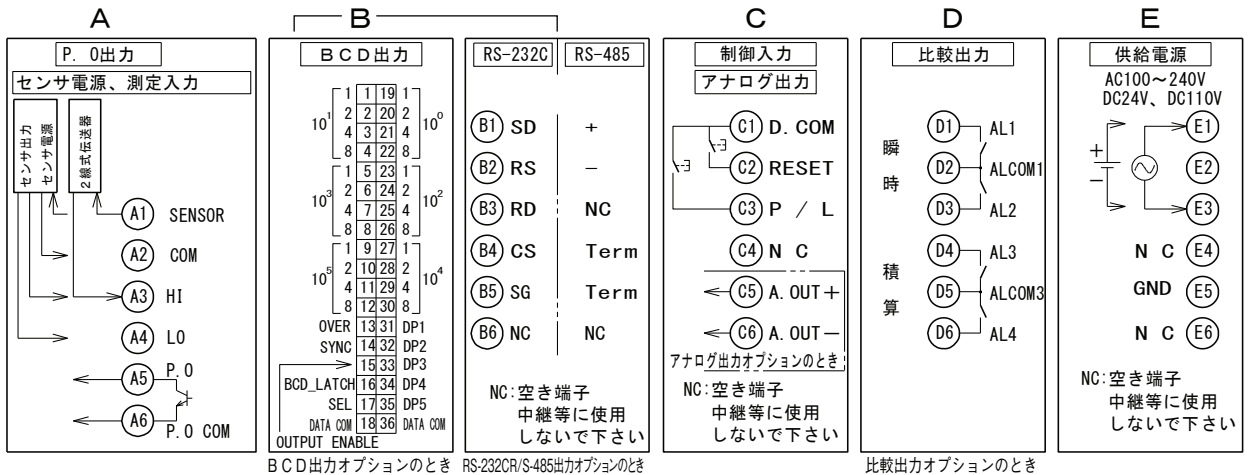 A
P. O出力
センサ電源、測定入力
センサ出力
センサ電源
2線式伝送器
A1 SENSOR
A2 COM
A3 HI
A4 LO
A5 P.O
A6 P.O COM
B
BCD出力
10¹ 1 1 19 1 10⁰
2 2 20 2
4 3 21 4
8 4 22 8
10³ 1 5 23 1 10²
2 6 24 2
4 7 25 4
8 8 26 8
10⁵ 1 9 27 1 10⁴
2 10 28 2
4 11 29 4
8 12 30 8
OVER 13 31 DP1
SYNC 14 32 DP2
15 33 DP3
BCD_LATCH 16 34 DP4
SEL 17 35 DP5
DATA COM 18 36 DATA COM
OUTPUT ENABLE
BCD出力オプションのとき
RS-232C RS-485
B1 SD +
B2 RS −
B3 RD NC
B4 CS Term
B5 SG Term
B6 NC NC
NC:空き端子
中継等に使用
しないで下さい
RS-232CR/S-485出力オプションのとき
C
制御入力
アナログ出力
C1 D.COM
C2 RESET
C3 P / L
C4 N C
C5 A.OUT+
C6 A.OUT−
アナログ出力オプションのとき
NC:空き端子
中継等に使用
しないで下さい
D
比較出力
瞬時
D1 AL1
D2 ALCOM1
D3 AL2
積算
D4 AL3
D5 ALCOM3
D6 AL4
比較出力オプションのとき
E
供給電源
AC100~240V
DC24V、DC110V
+
−
E1
E2
E3
N C E4
GND E5
N C E6
NC:空き端子
中継等に使用
しないで下さい